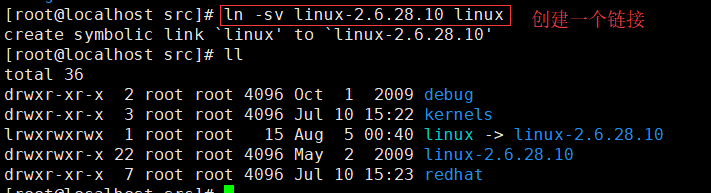 [root@localhost src]# ln -sv linux-2.6.28.10 linux 创建一个链接
create symbolic link `linux' to `linux-2.6.28.10'
[root@localhost src]# ll
total 36
drwxr-xr-x  2 root root 4096 Oct  1  2009 debug
drwxr-xr-x  3 root root 4096 Jul 10 15:22 kernels
lrwxrwxrwx  1 root root   15 Aug  5 00:40 linux -> linux-2.6.28.10
drwxrwxr-x 22 root root 4096 May  2  2009 linux-2.6.28.10
drwxr-xr-x  7 root root 4096 Jul 10 15:23 redhat
[root@localhost src]#